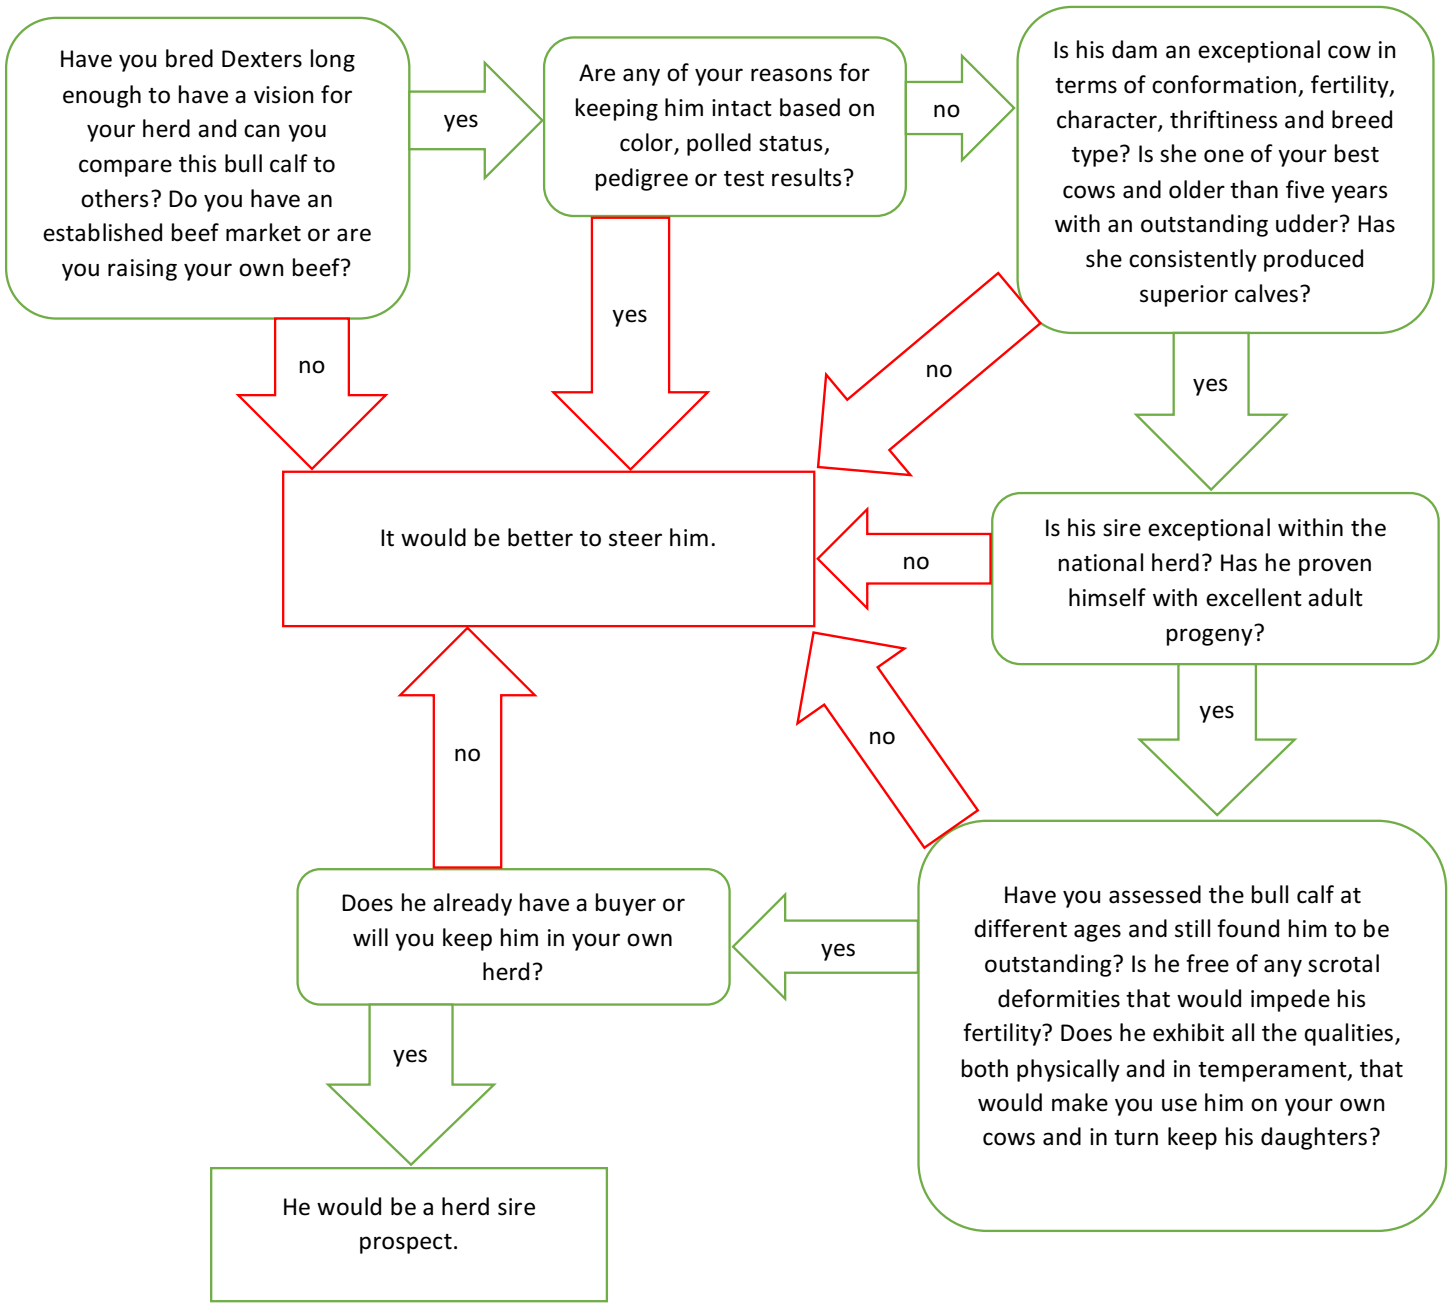 Have you bred Dexters long
enough to have a vision for
your herd and can you
compare this bull calf to
others? Do you have an
established beef market or are
you raising your own beef?
yes
Are any of your reasons for
keeping him intact based on
color, polled status,
pedigree or test results?
no
Is his dam an exceptional cow in
terms of conformation, fertility,
character, thriftiness and breed
type? Is she one of your best
cows and older than five years
with an outstanding udder? Has
she consistently produced
superior calves?
no
yes
no
yes
It would be better to steer him.
no
Is his sire exceptional within the
national herd? Has he proven
himself with excellent adult
progeny?
no
no
yes
Does he already have a buyer or
will you keep him in your own
herd?
yes
Have you assessed the bull calf at
different ages and still found him to be
outstanding? Is he free of any scrotal
deformities that would impede his
fertility? Does he exhibit all the qualities,
both physically and in temperament, that
would make you use him on your own
cows and in turn keep his daughters?
yes
He would be a herd sire
prospect.